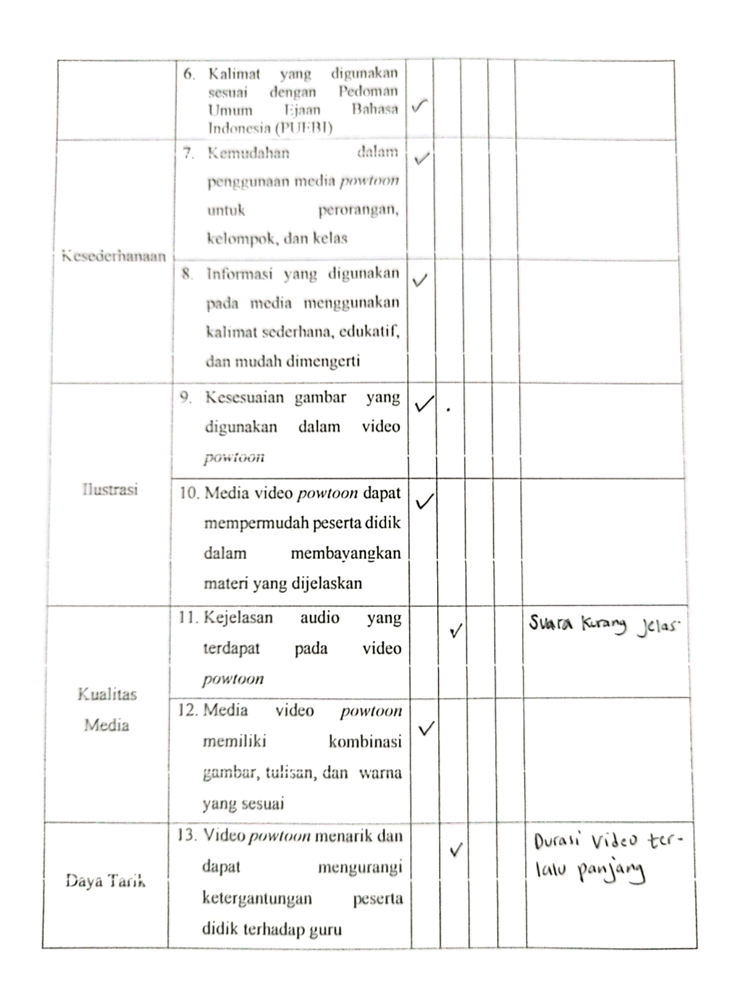 6. Kalimat yang digunakan
sesuai dengan Pedoman
Umum Ejaan Bahasa
Indonesia (PUEBI)
Kesederhanaan
7. Kemudahan dalam
penggunaan media powtoon
untuk perorangan,
kelompok, dan kelas
8. Informasi yang digunakan
pada media menggunakan
kalimat sederhana, edukatif,
dan mudah dimengerti
Ilustrasi
9. Kesesuaian gambar yang
digunakan dalam video
powtoon
10. Media video powtoon dapat
mempermudah peserta didik
dalam membayangkan
materi yang dijelaskan
Kualitas
Media
11. Kejelasan audio yang
terdapat pada video
powtoon
Suara kurang jelas.
12. Media video powtoon
memiliki kombinasi
gambar, tulisan, dan warna
yang sesuai
Daya Tarik
13. Video powtoon menarik dan
dapat mengurangi
ketergantungan peserta
didik terhadap guru
Durasi video ter-
lalu panjang